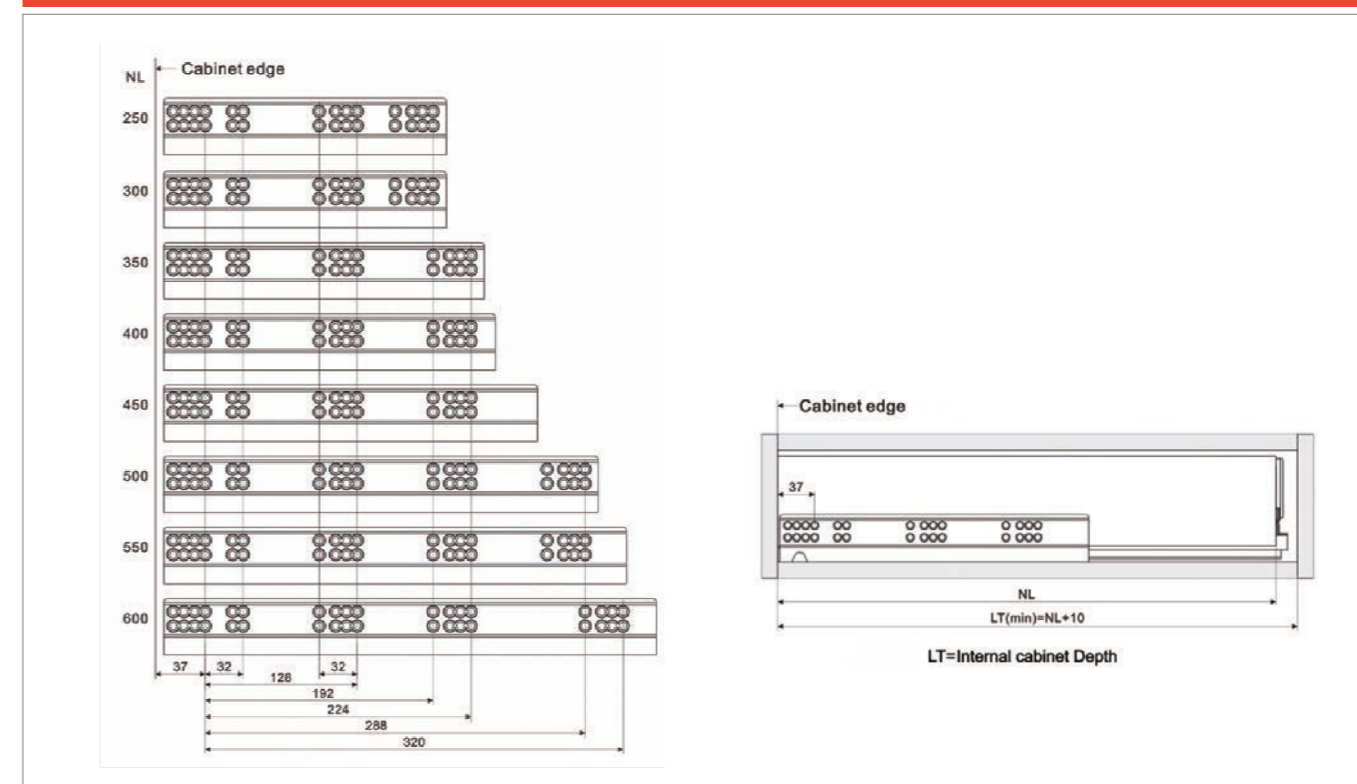 NL
Cabinet edge
250
300
350
400
450
500
550
600
37
32
32
128
192
224
288
320
Cabinet edge
37
NL
LT(min)=NL+10
LT=Internal cabinet Depth